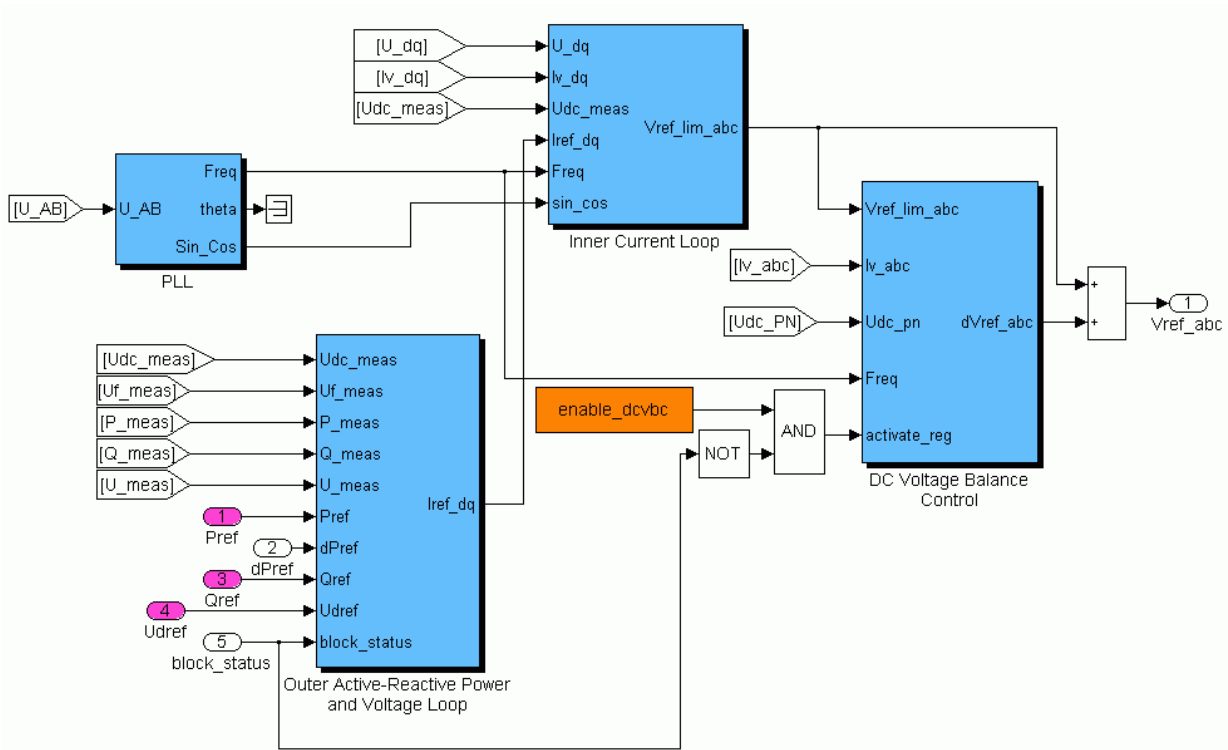 [U_dq]
[Iv_dq]
[Udc_meas]
U_dq
Iv_dq
Udc_meas
Iref_dq
Freq
sin_cos
Vref_lim_abc
Inner Current Loop
[U_AB]
U_AB
Freq
theta
Sin_Cos
PLL
[Iv_abc]
[Udc_PN]
Vref_lim_abc
Iv_abc
Udc_pn
Freq
activate_reg
dVref_abc
DC Voltage Balance
Control
+
+
1
Vref_abc
enable_dcvbc
NOT
AND
[Udc_meas]
[Uf_meas]
[P_meas]
[Q_meas]
[U_meas]
1
Pref
2
dPref
3
Qref
4
Udref
5
block_status
Udc_meas
Uf_meas
P_meas
Q_meas
U_meas
Pref
dPref
Qref
Udref
block_status
Iref_dq
Outer Active-Reactive Power
and Voltage Loop